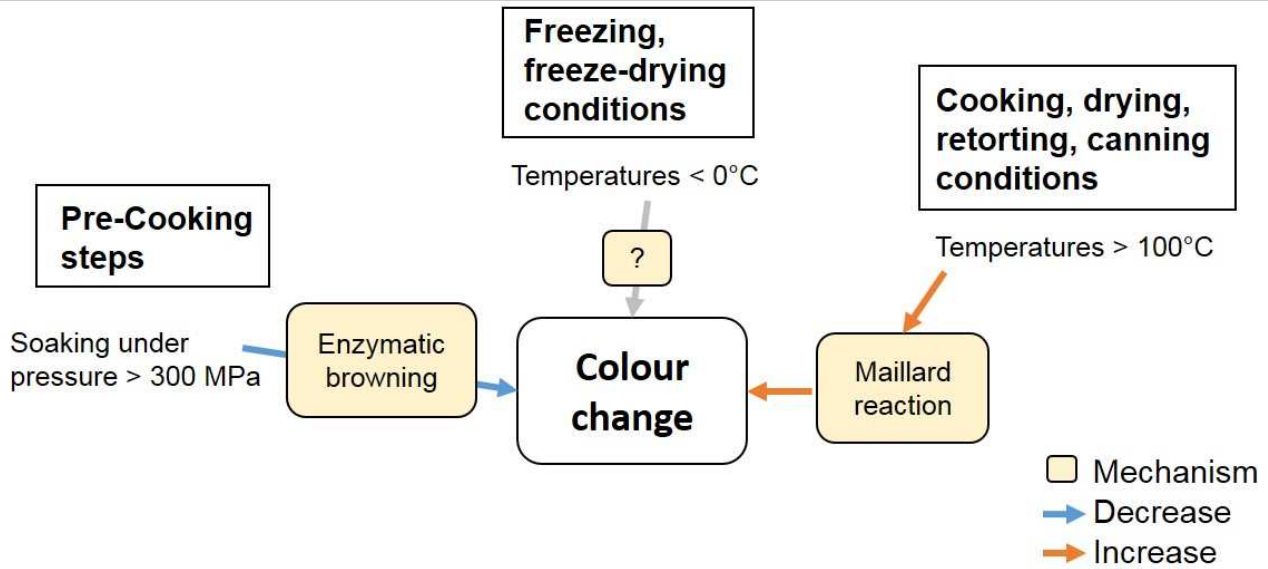 Freezing,
freeze-drying
conditions
Temperatures < 0°C
?
Cooking, drying,
retorting, canning
conditions
Temperatures > 100°C
Pre-Cooking
steps
Soaking under
pressure > 300 MPa
Enzymatic
browning
Colour
change
Maillard
reaction
Mechanism
Decrease
Increase